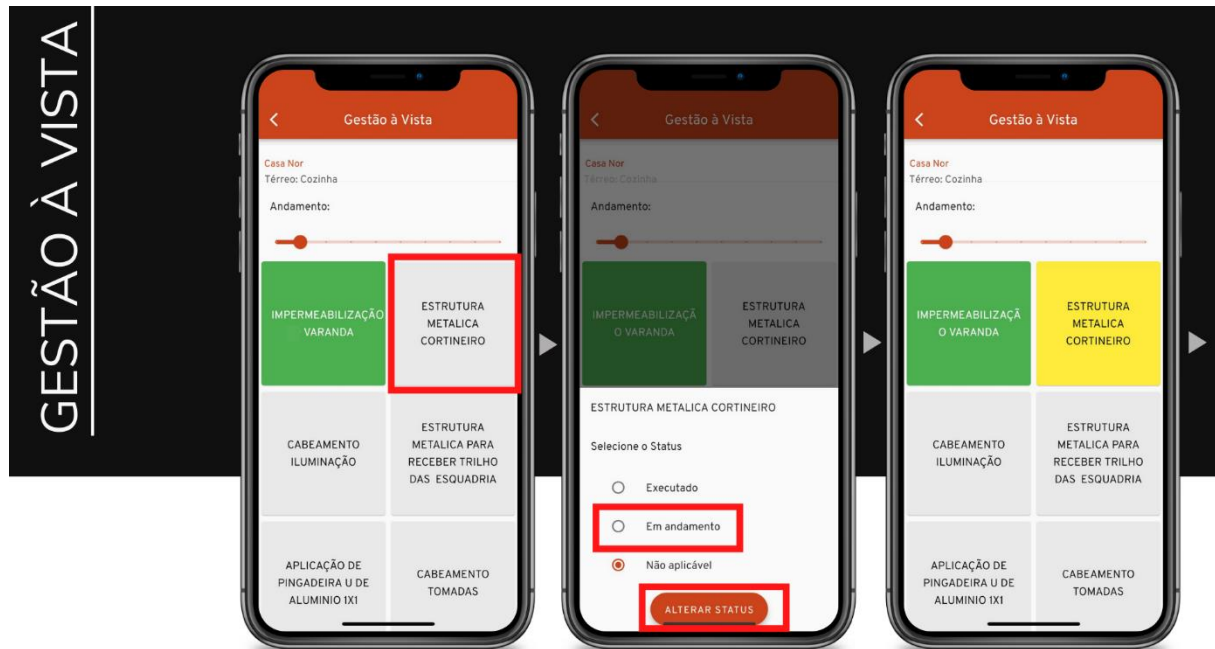 GESTÃO À VISTA
Gestão à Vista
Casa Nor
Térreo: Cozinha
Andamento:
IMPERMEABILIZAÇÃO
VARANDA
ESTRUTURA
METALICA
CORTINEIRO
CABEAMENTO
ILUMINAÇÃO
ESTRUTURA
METALICA PARA
RECEBER TRILHO
DAS ESQUADRIA
APLICAÇÃO DE
PINGADEIRA U DE
ALUMINIO 1X1
CABEAMENTO
TOMADAS
Gestão à Vista
Casa Nor
Térreo: Cozinha
Andamento:
IMPERMEABILIZAÇÃ
O VARANDA
ESTRUTURA
METALICA
CORTINEIRO
ESTRUTURA METALICA CORTINEIRO
Selecione o Status
Executado
Em andamento
Não aplicável
ALTERAR STATUS
Gestão à Vista
Casa Nor
Térreo: Cozinha
Andamento:
IMPERMEABILIZAÇÃ
O VARANDA
ESTRUTURA
METALICA
CORTINEIRO
CABEAMENTO
ILUMINAÇÃO
ESTRUTURA
METALICA PARA
RECEBER TRILHO
DAS ESQUADRIA
APLICAÇÃO DE
PINGADEIRA U DE
ALUMINIO 1X1
CABEAMENTO
TOMADAS